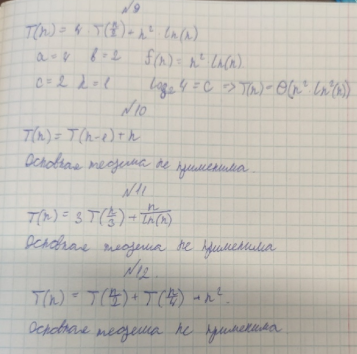 №9
T(n) = 4 T(n/2) + n² ln(n)
a = 4 b = 2 f(n) = n² ln(n)
c = 2 log₂ 4 = c => T(n) = Θ(n² ln²(n))
№10
T(n) = T(n-1) + n
Основная теорема не применима.
№11
T(n) = 3 T(n/3) + n/ln(n)
Основная теорема не применима
№12.
T(n) = T(n/2) + T(n/4) + n².
Основная теорема не применима.